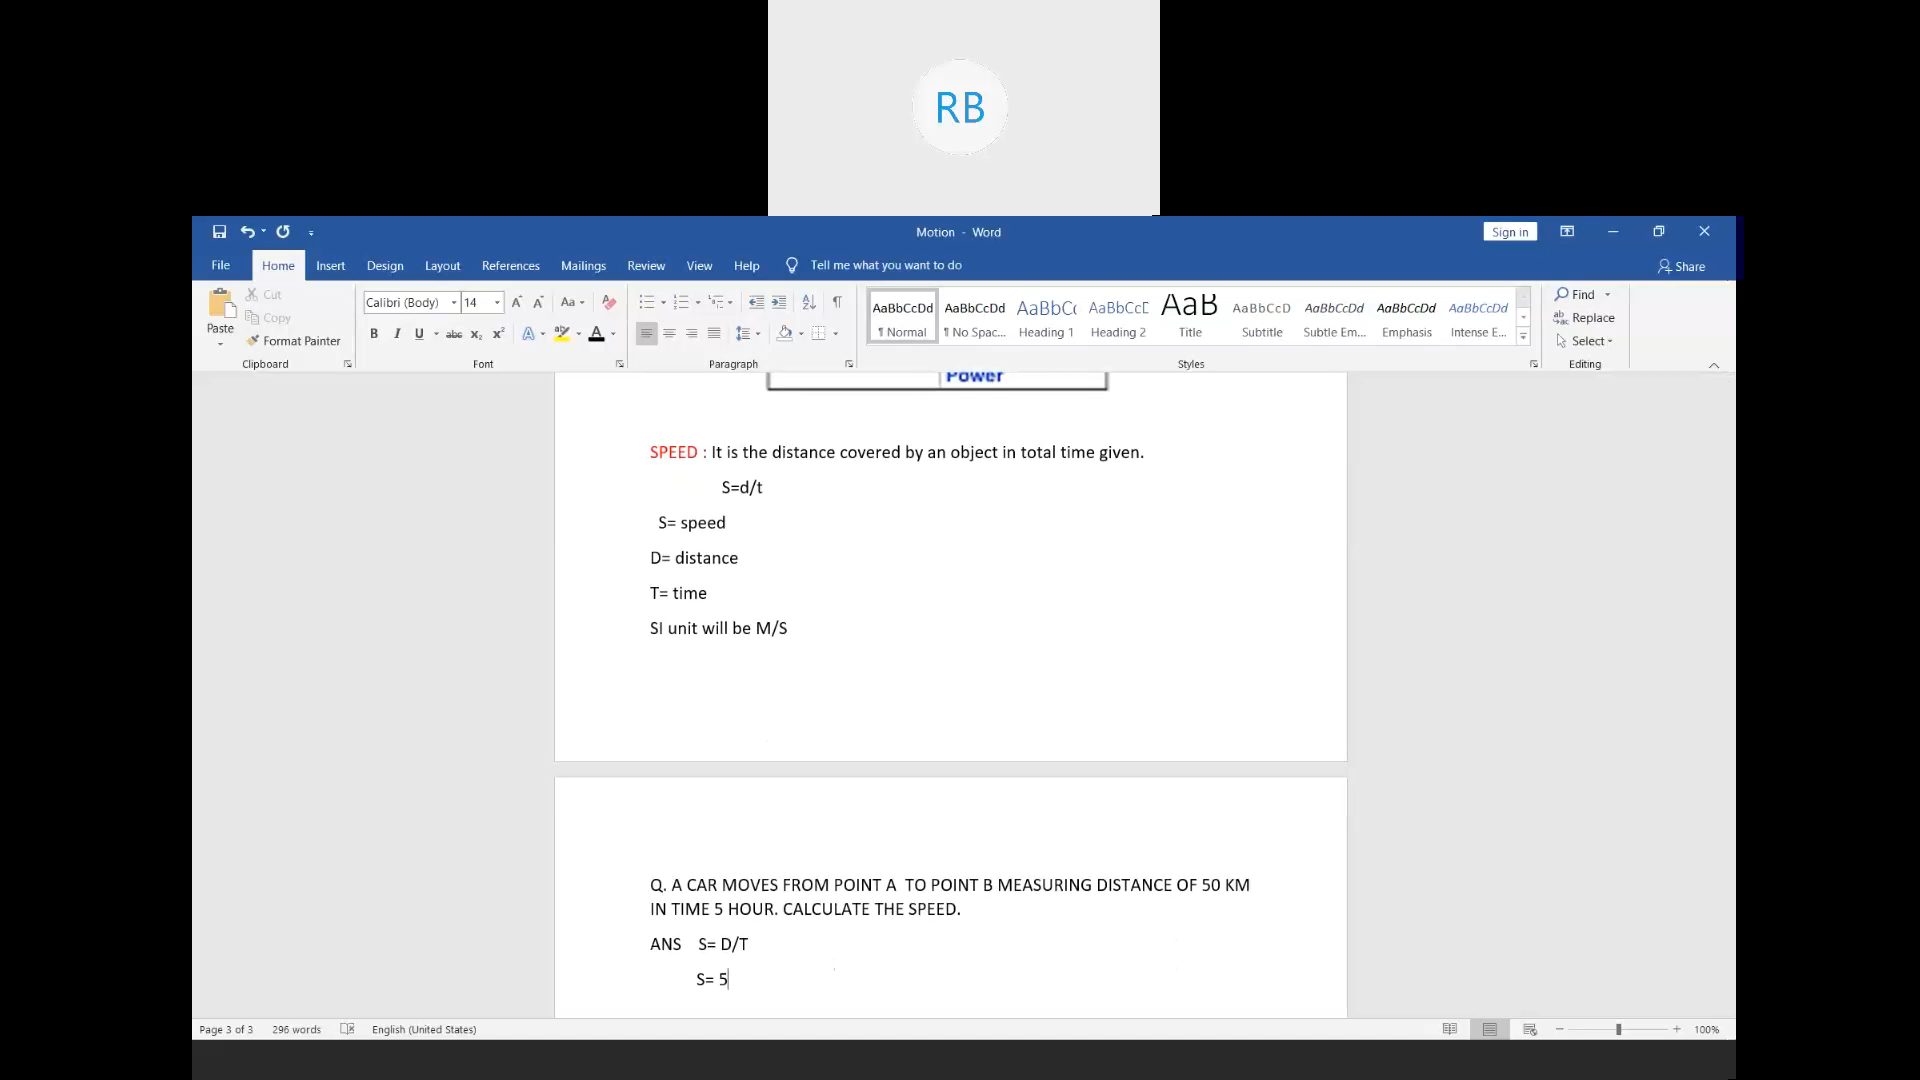 RB
Motion - Word
Sign in
File Home Insert Design Layout References Mailings Review View Help Tell me what you want to do
Share
Paste
Cut
Copy
Format Painter
Clipboard
Calibri (Body) 14
Aa
B I U abc x₂ x² A ab A
Font
Paragraph
AaBbCcDd ¶ Normal
AaBbCcDd ¶ No Spac...
AaBbCc Heading 1
AaBbCcE Heading 2
AaB Title
AaBbCcD Subtitle
AaBbCcDd Subtle Em...
AaBbCcDd Emphasis
AaBbCcDd Intense E...
Styles
Find
Replace
Select
Editing
Power
SPEED : It is the distance covered by an object in total time given.
S=d/t
S= speed
D= distance
T= time
SI unit will be M/S
Q. A CAR MOVES FROM POINT A  TO POINT B MEASURING DISTANCE OF 50 KM
IN TIME 5 HOUR. CALCULATE THE SPEED.
ANS S= D/T
S= 5
Page 3 of 3 296 words English (United States) 100%